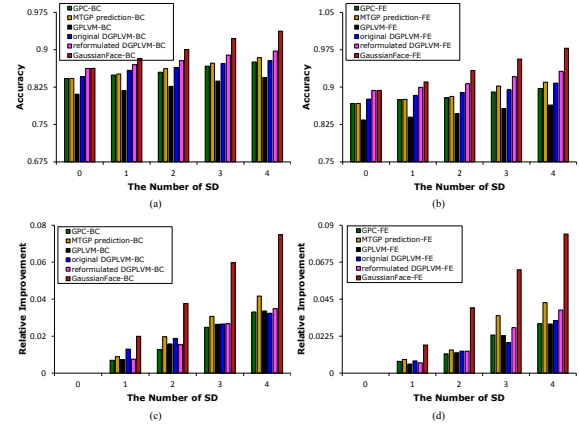 0.975
0.9
0.825
0.75
0.675
Accuracy
GPC-BC
MTGP prediction-BC
GPLVM-BC
original DGPLVM-BC
reformulated DGPLVM-BC
GaussianFace-BC
0 1 2 3 4
The Number of SD
(a)
1.05
0.975
0.9
0.825
0.75
Accuracy
GPC-FE
MTGP prediction-FE
GPLVM-FE
original DGPLVM-FE
reformulated DGPLVM-FE
GaussianFace-FE
0 1 2 3 4
The Number of SD
(b)
0.08
0.06
0.04
0.02
0
Relative Improvement
GPC-BC
MTGP prediction-BC
GPLVM-BC
original DGPLVM-BC
reformulated DGPLVM-BC
GaussianFace-BC
0 1 2 3 4
The Number of SD
(c)
0.09
0.0675
0.045
0.0225
0
Relative Improvement
GPC-FE
MTGP prediction-FE
GPLVM-FE
original DGPLVM-FE
reformulated DGPLVM-FE
GaussianFace-FE
0 1 2 3 4
The Number of SD
(d)